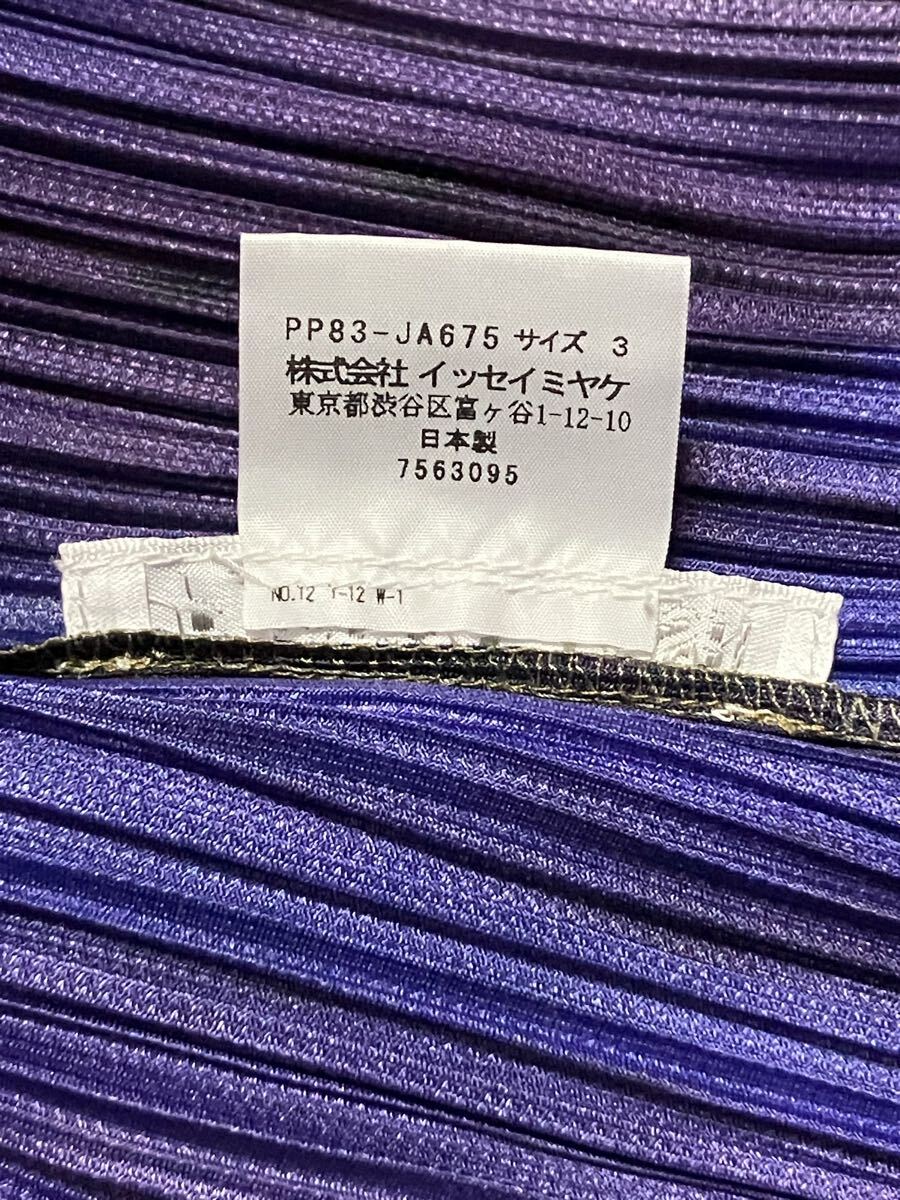 PP83-JA675 サイズ 3
株式会社 イッセイミヤケ
東京都渋谷区富ヶ谷1-12-10
日本製
7563095
NO.12 T-12 W-1